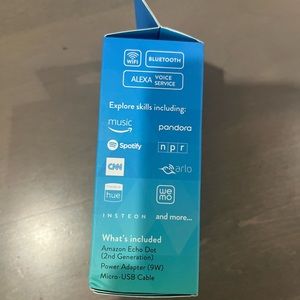 WiFi
BLUETOOTH
ALEXA VOICE SERVICE
Explore skills including:
music pandora
Spotify npr
CNN arlo
hue wemo
INSTEON and more...
What's included
Amazon Echo Dot
(2nd Generation)
Power Adapter (9W)
Micro-USB Cable